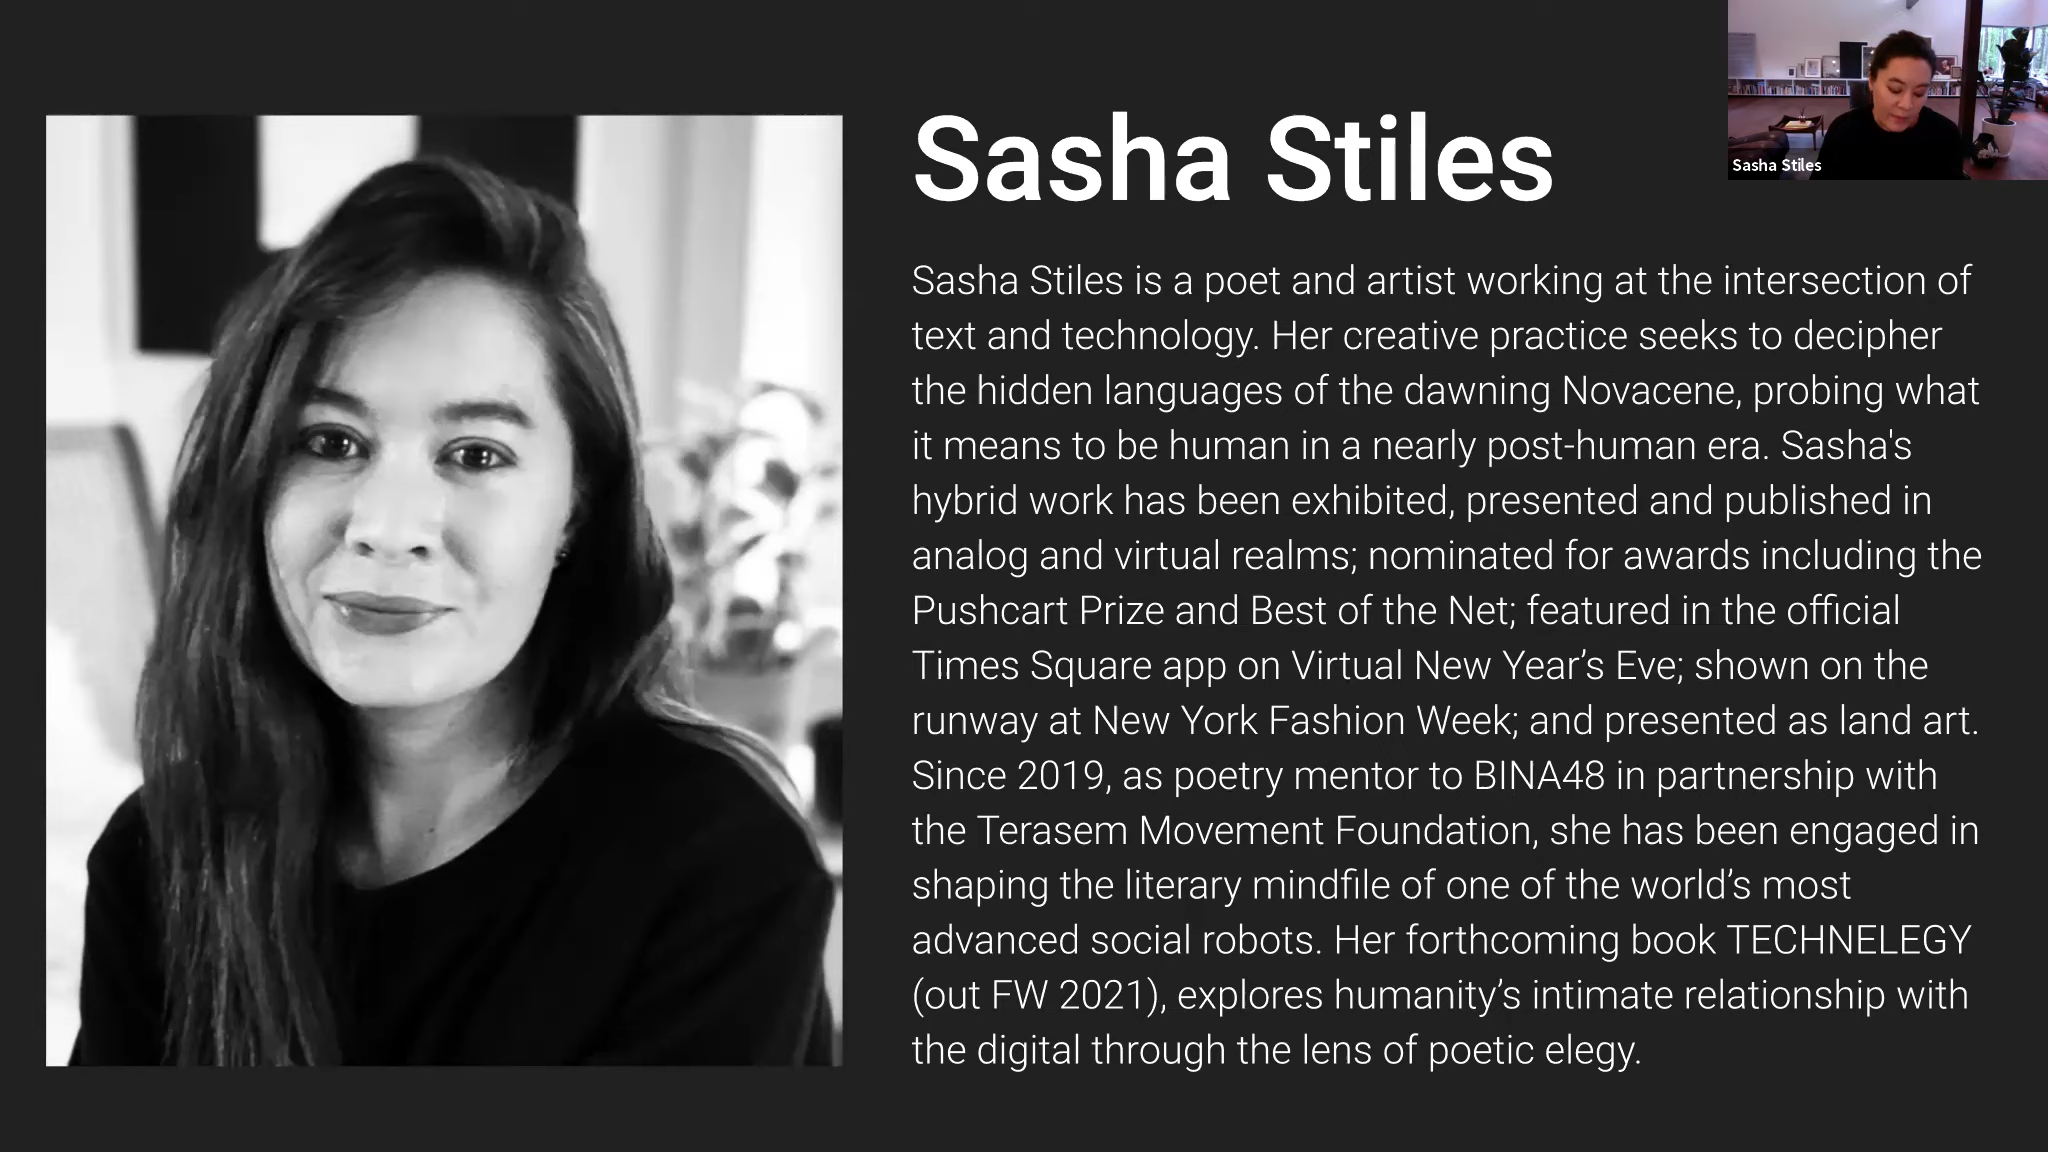 Sasha Stiles
Sasha Stiles
Sasha Stiles is a poet and artist working at the intersection of
text and technology. Her creative practice seeks to decipher
the hidden languages of the dawning Novacene, probing what
it means to be human in a nearly post-human era. Sasha's
hybrid work has been exhibited, presented and published in
analog and virtual realms; nominated for awards including the
Pushcart Prize and Best of the Net; featured in the official
Times Square app on Virtual New Year’s Eve; shown on the
runway at New York Fashion Week; and presented as land art.
Since 2019, as poetry mentor to BINA48 in partnership with
the Terasem Movement Foundation, she has been engaged in
shaping the literary mindfile of one of the world’s most
advanced social robots. Her forthcoming book TECHNELEGY
(out FW 2021), explores humanity’s intimate relationship with
the digital through the lens of poetic elegy.